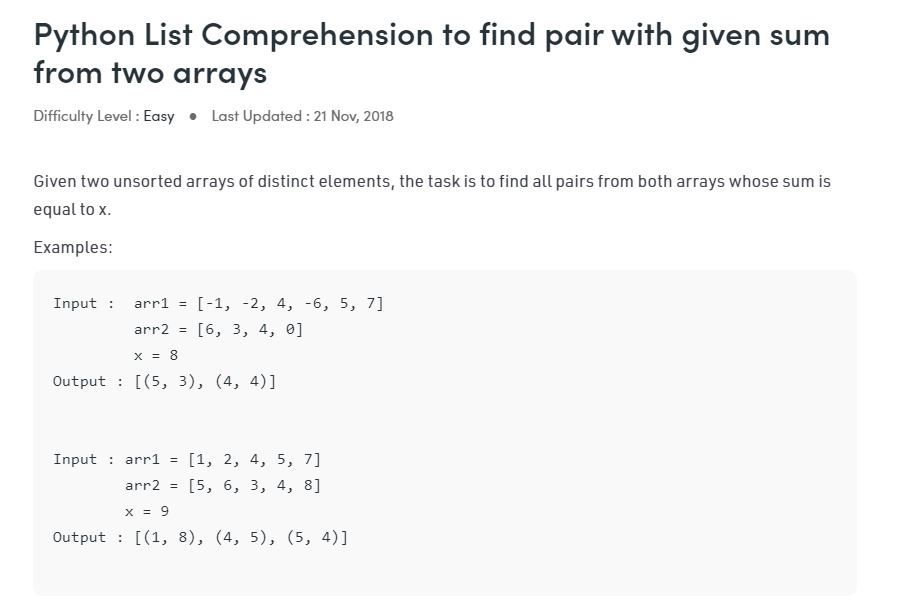 Python List Comprehension to find pair with given sum
from two arrays
Difficulty Level : Easy ● Last Updated : 21 Nov, 2018
Given two unsorted arrays of distinct elements, the task is to find all pairs from both arrays whose sum is
equal to x.
Examples:
Input :  arr1 = [-1, -2, 4, -6, 5, 7]
arr2 = [6, 3, 4, 0]
x = 8
Output : [(5, 3), (4, 4)]
Input : arr1 = [1, 2, 4, 5, 7]
arr2 = [5, 6, 3, 4, 8]
x = 9
Output : [(1, 8), (4, 5), (5, 4)]